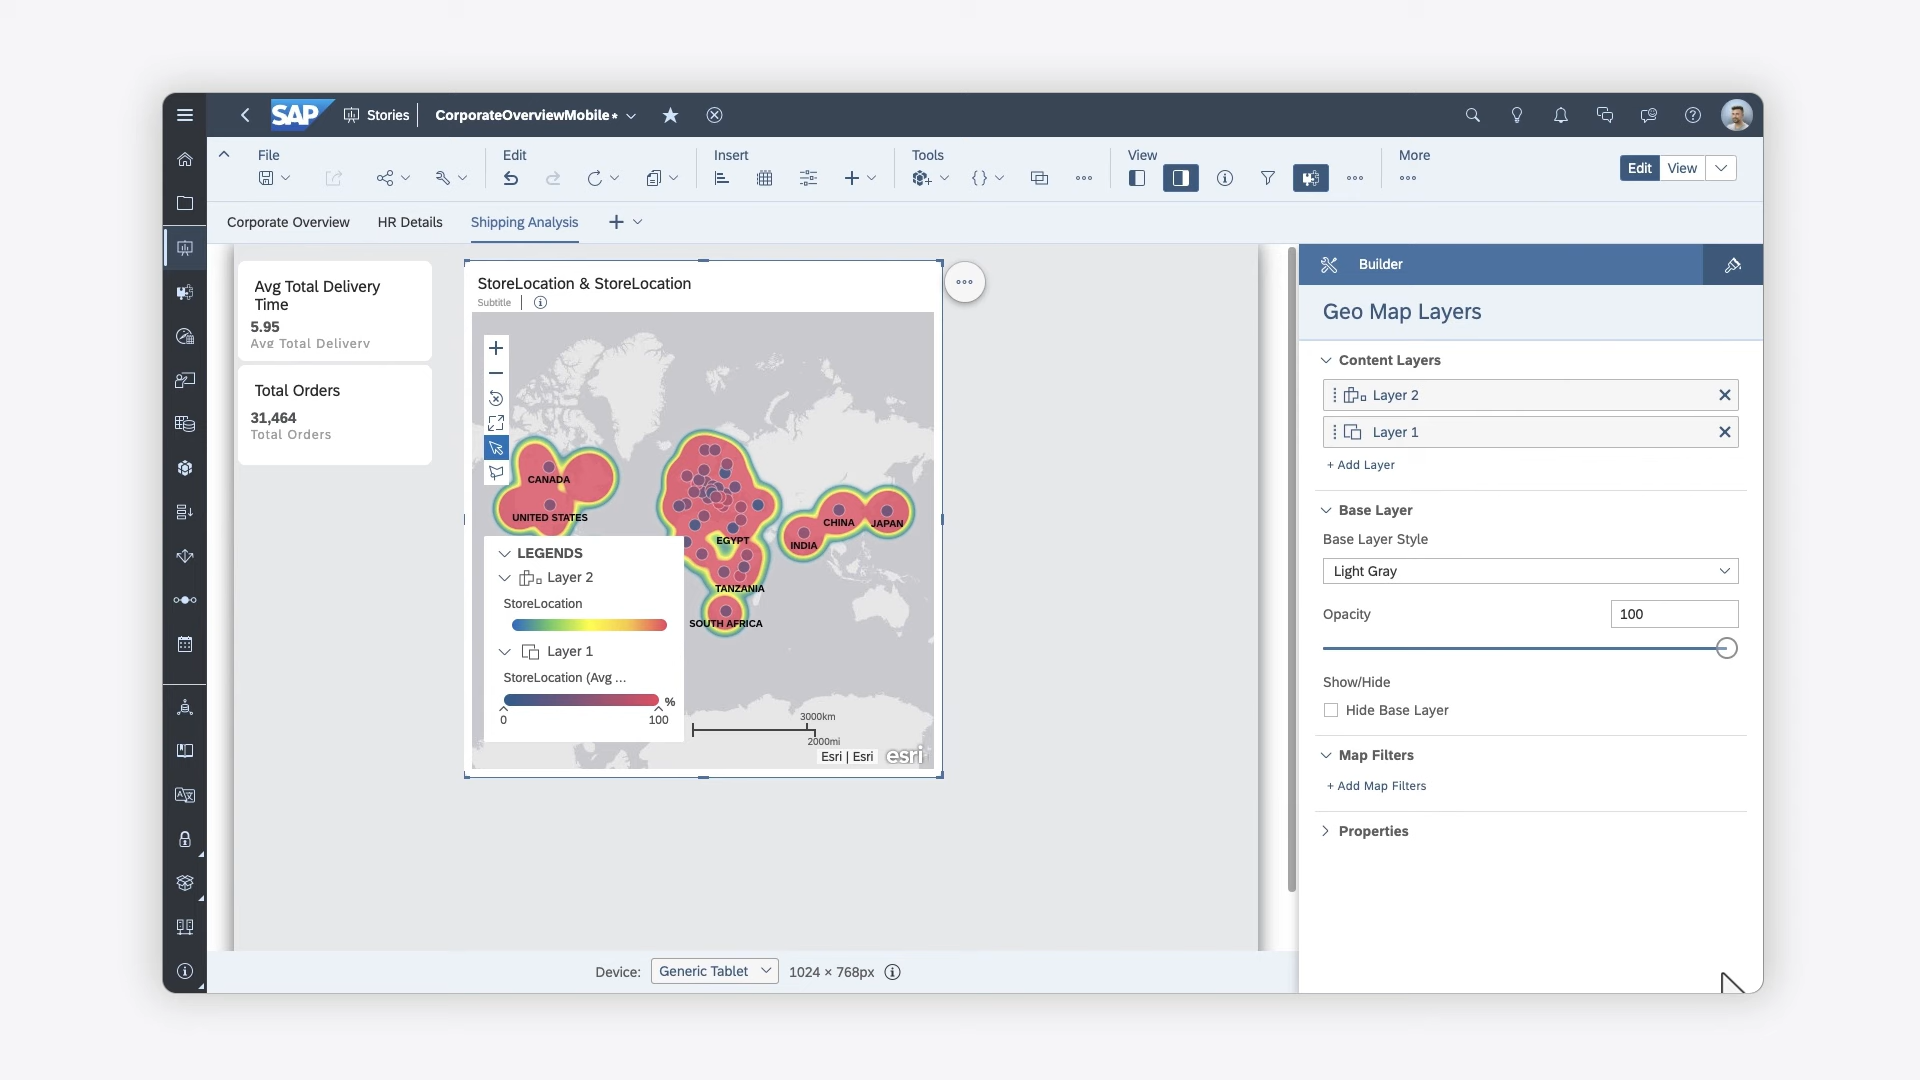 SAP Stories CorporateOverviewMobile*
File Edit Insert Tools View More
{}
Edit View
Corporate Overview HR Details Shipping Analysis
Avg Total Delivery
Time
5.95
Avg Total Delivery
Total Orders
31,464
Total Orders
StoreLocation & StoreLocation
Subtitle
CANADA
UNITED STATES
EGYPT
TANZANIA
SOUTH AFRICA
INDIA
CHINA
JAPAN
LEGENDS
Layer 2
StoreLocation
Layer 1
StoreLocation (Avg ...
%
0 100
3000km
2000mi
Esri | Esri esri
Device: Generic Tablet 1024 × 768px
Builder
Geo Map Layers
Content Layers
Layer 2
Layer 1
+ Add Layer
Base Layer
Base Layer Style
Light Gray
Opacity 100
Show/Hide
Hide Base Layer
Map Filters
+ Add Map Filters
Properties